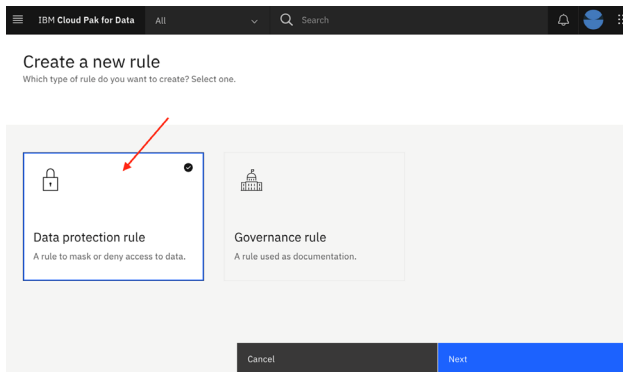 IBM Cloud Pak for Data
All
Search
Create a new rule
Which type of rule do you want to create? Select one.
Data protection rule
A rule to mask or deny access to data.
Governance rule
A rule used as documentation.
Cancel
Next